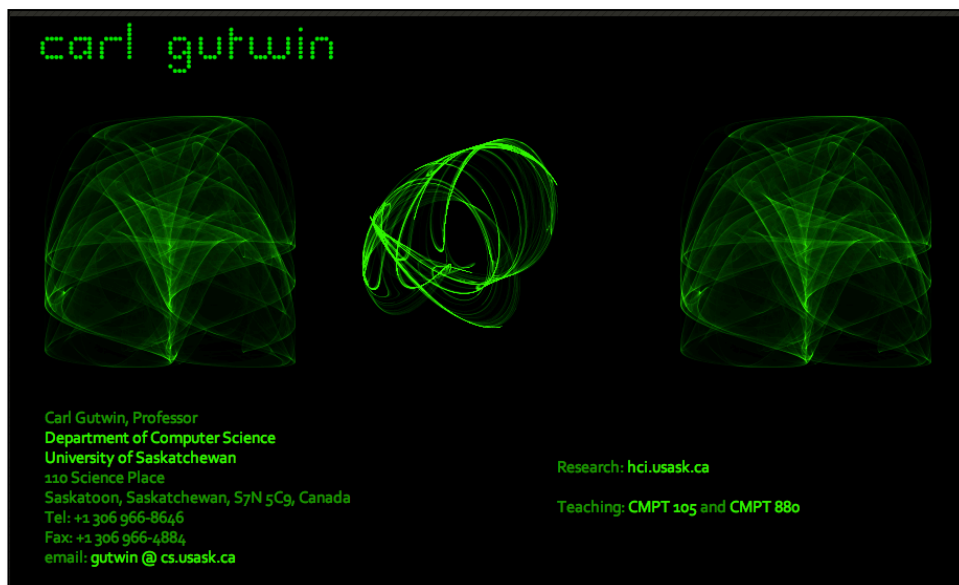 carl gutwin
Carl Gutwin, Professor
Department of Computer Science
University of Saskatchewan
110 Science Place
Saskatoon, Saskatchewan, S7N 5C9, Canada
Tel: +1 306 966-8646
Fax: +1 306 966-4884
email: gutwin @ cs.usask.ca
Research: hci.usask.ca
Teaching: CMPT 105 and CMPT 880